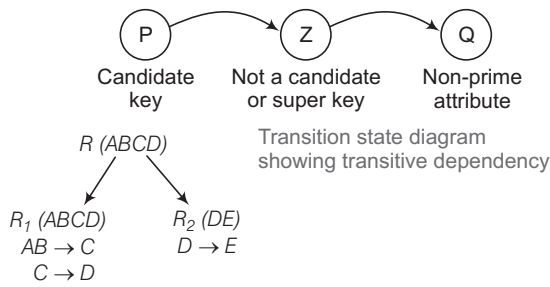 P Z Q
Candidate Not a candidate Non-prime
key or super key attribute
Transition state diagram
showing transitive dependency
R (ABCD)
R₁ (ABCD) R₂ (DE)
AB → C D → E
C → D